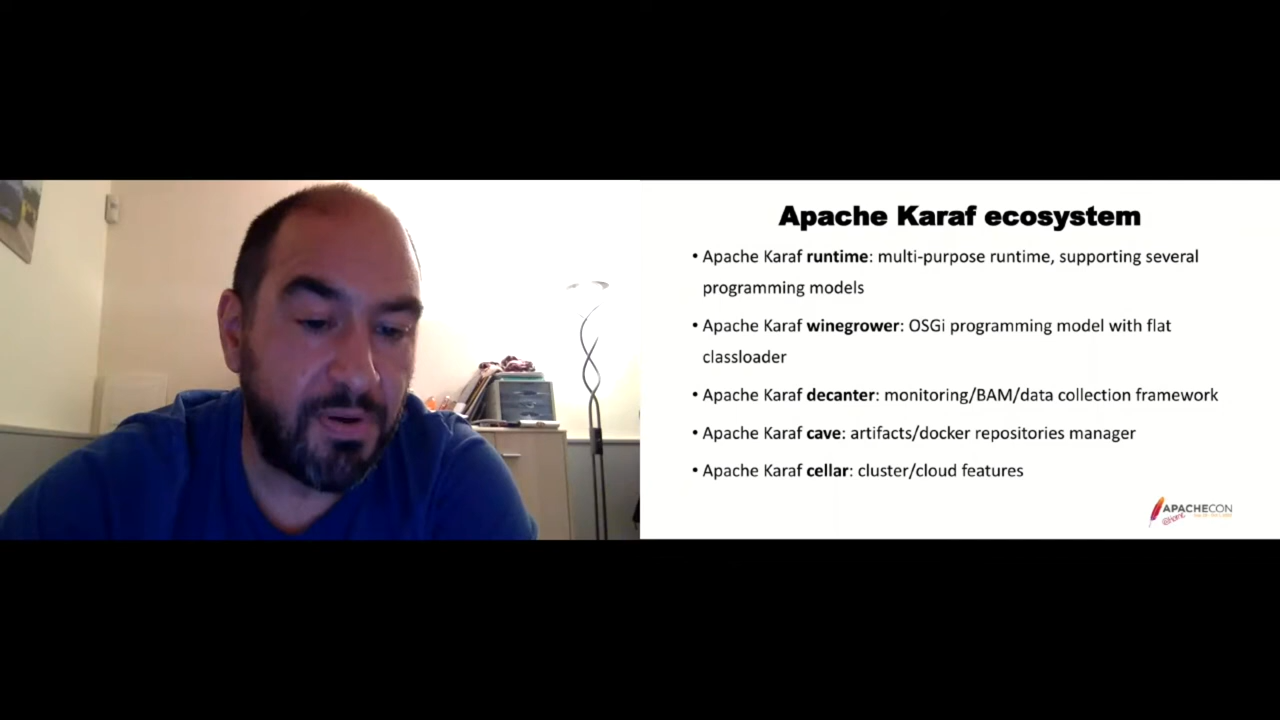 Apache Karaf ecosystem
• Apache Karaf runtime: multi-purpose runtime, supporting several
programming models
• Apache Karaf winegrower: OSGi programming model with flat
classloader
• Apache Karaf decanter: monitoring/BAM/data collection framework
• Apache Karaf cave: artifacts/docker repositories manager
• Apache Karaf cellar: cluster/cloud features
APACHECON
@Home